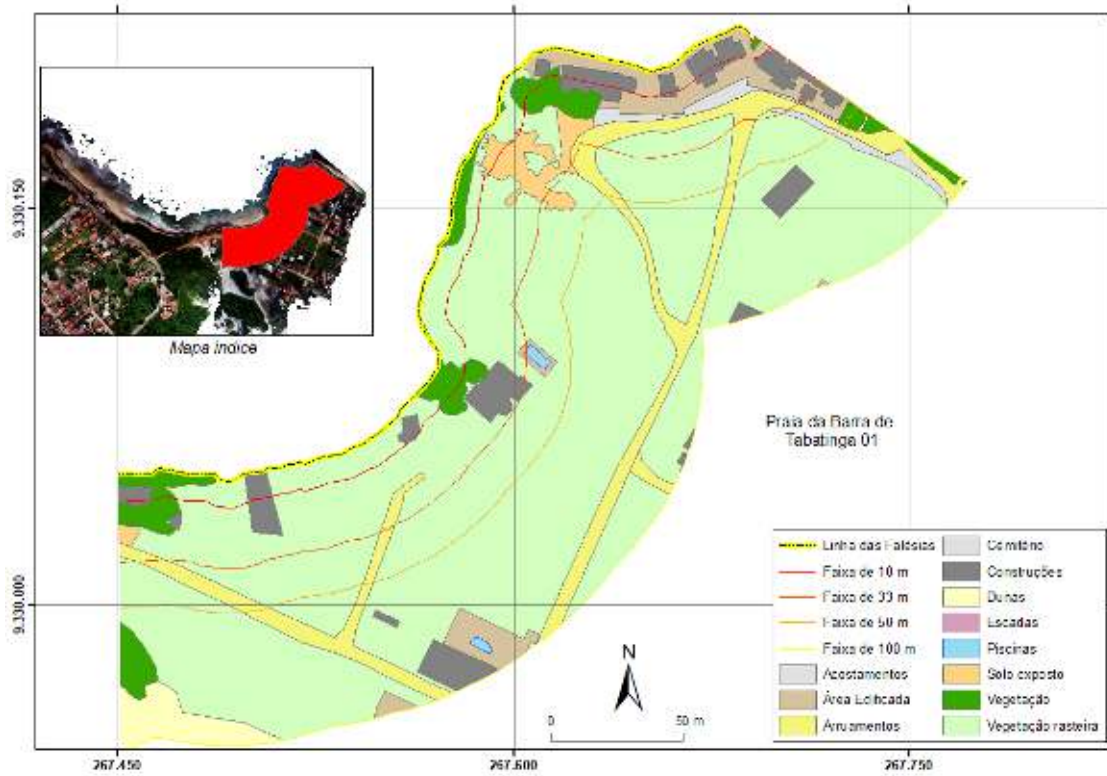 9.330.150
Mapa índice
Praia da Barra de
Tabatinga 01
Linha das Falésias
Faixa de 10 m
Faixa de 33 m
Faixa de 50 m
Faixa de 100 m
Acostamentos
Área Edificada
Arruamentos
Cemitério
Construções
Dunas
Escadas
Piscinas
Solo exposto
Vegetação
Vegetação rasteira
9.330.000
N
0
50 m
267.450
267.600
267.750